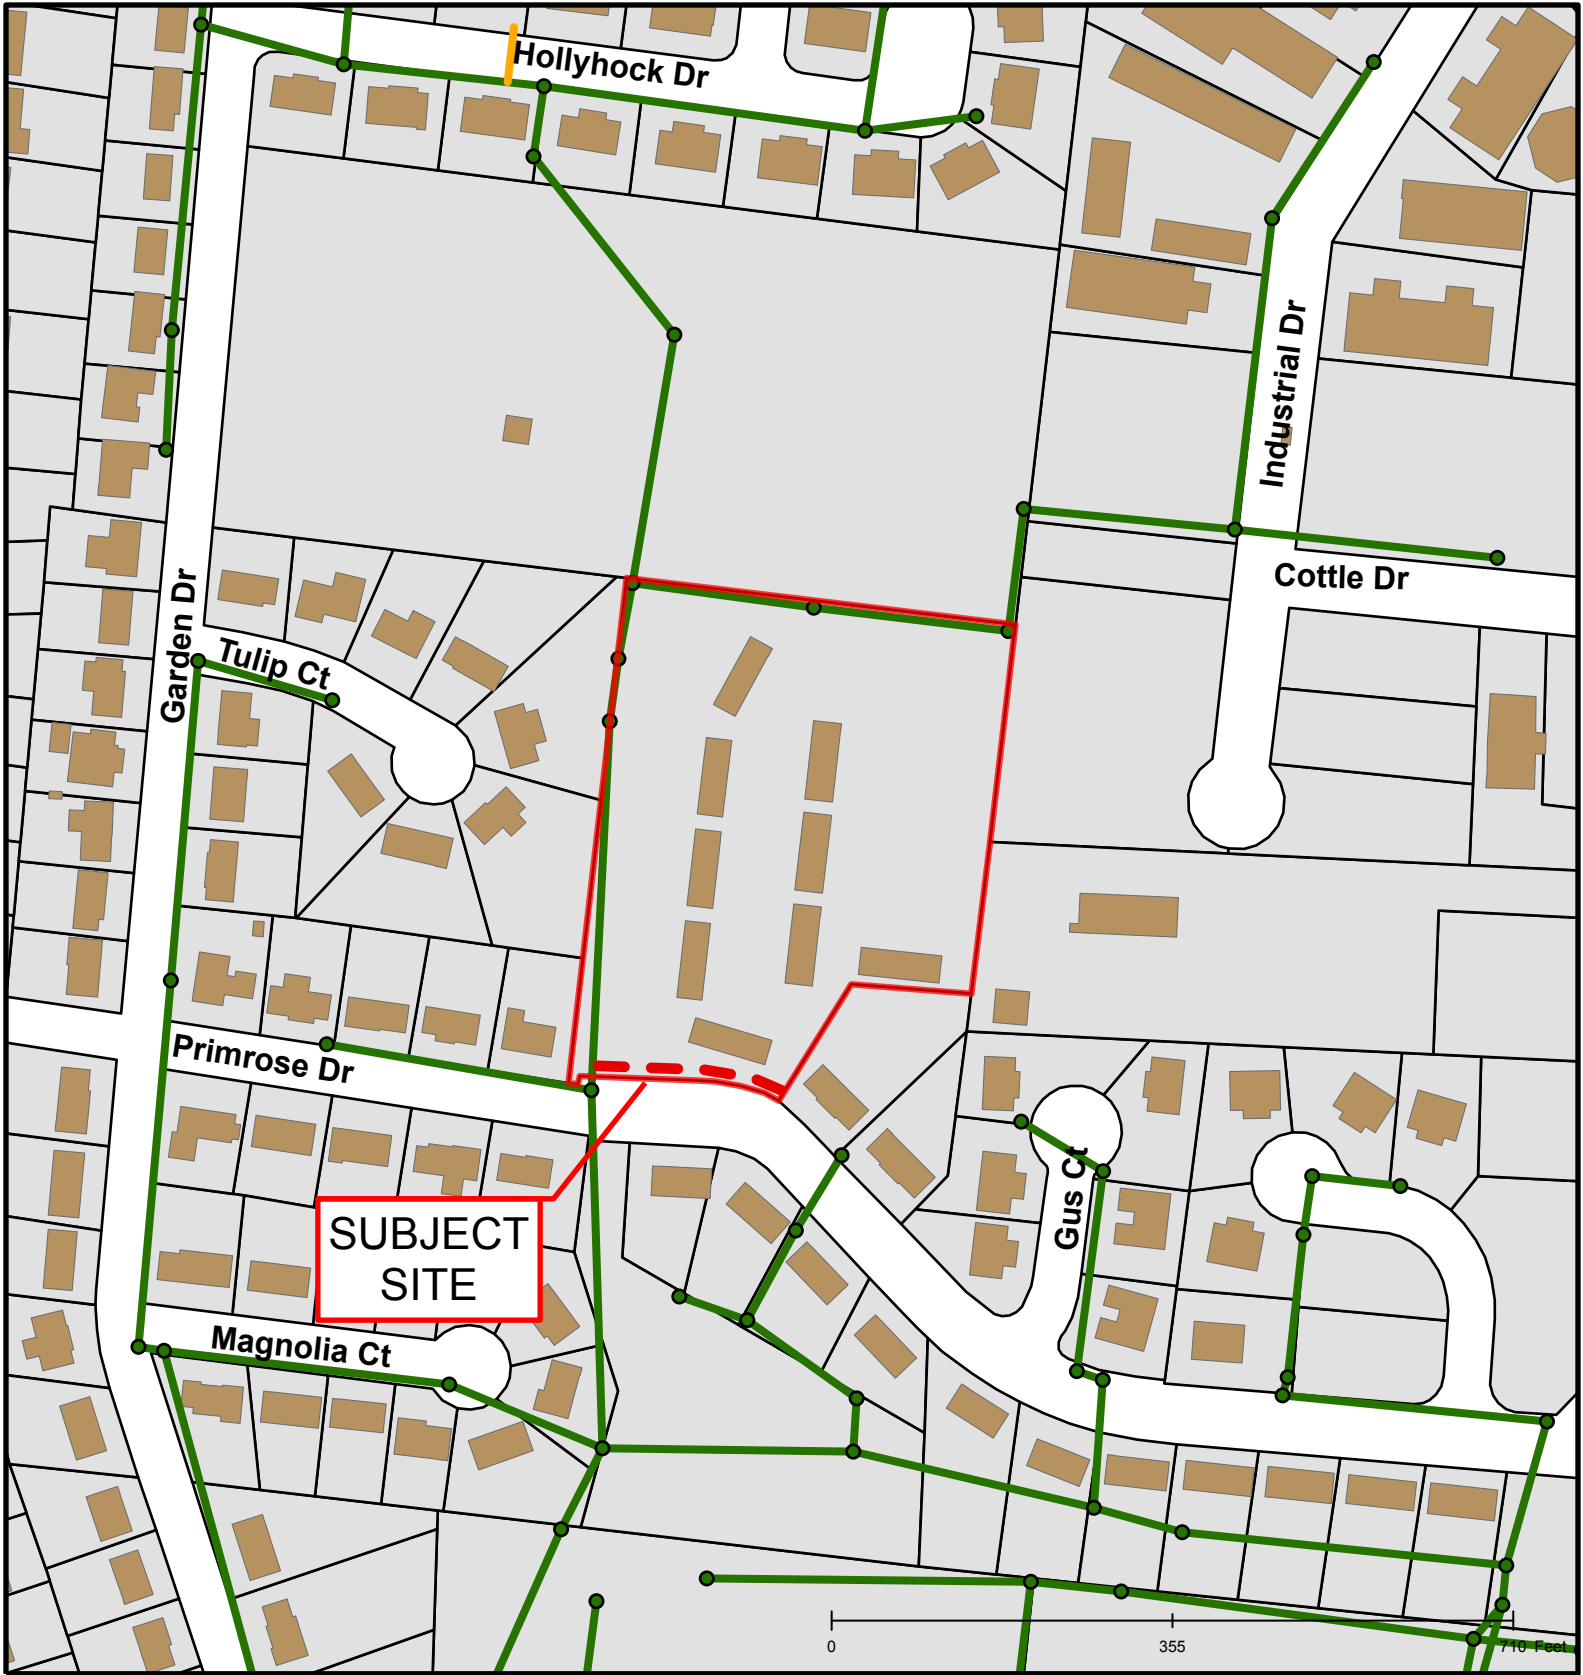 Hollyhock Dr
Industrial Dr
Cottle Dr
Garden Dr
Tulip Ct
Primrose Dr
Gus Ct
SUBJECT
SITE
Magnolia Ct
0 355 710 Feet